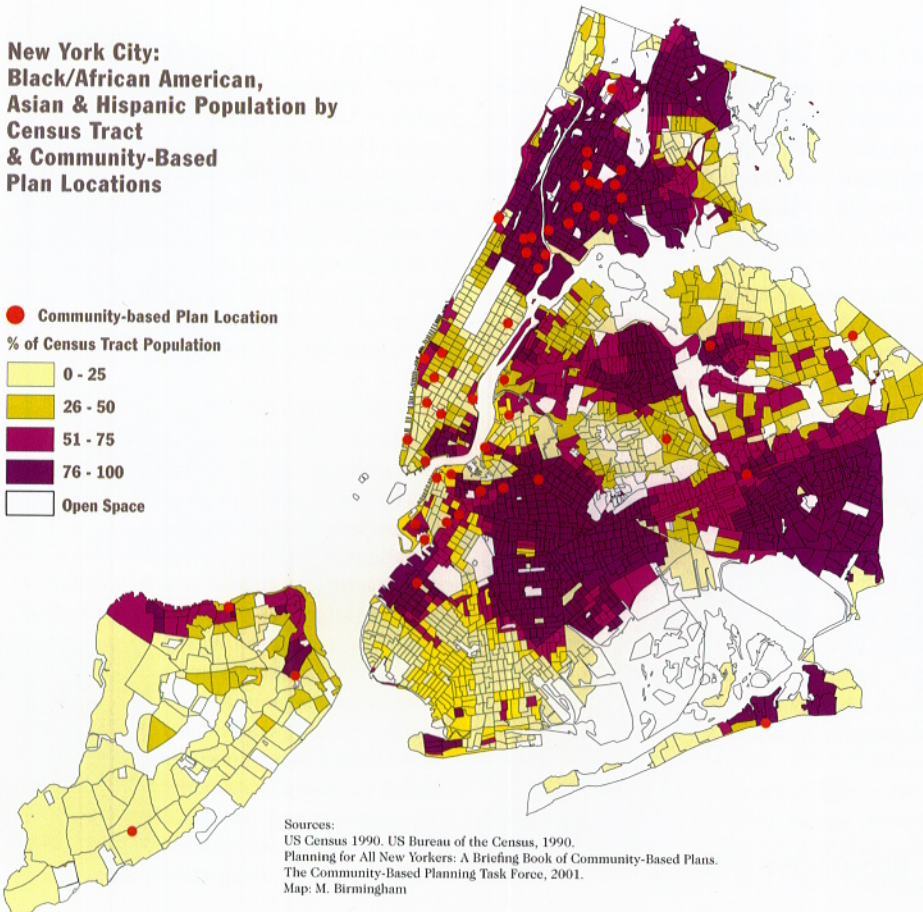 New York City:
Black/African American,
Asian & Hispanic Population by
Census Tract
& Community-Based
Plan Locations
Community-based Plan Location
% of Census Tract Population
0 - 25
26 - 50
51 - 75
76 - 100
Open Space
Sources:
US Census 1990. US Bureau of the Census, 1990.
Planning for All New Yorkers: A Briefing Book of Community-Based Plans.
The Community-Based Planning Task Force, 2001.
Map: M. Birmingham